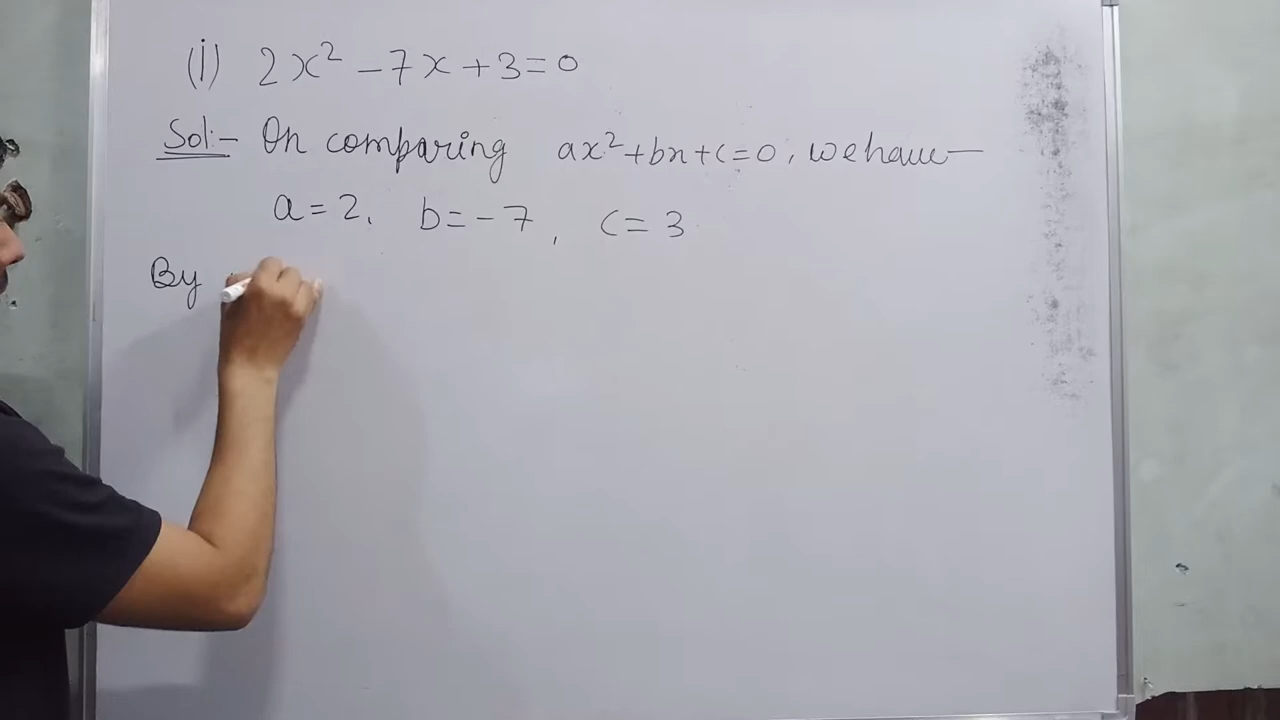 (i) 2x² - 7x + 3 = 0
Sol:- On comparing ax² + bx + c = 0, we have —
a = 2, b = -7, c = 3
By